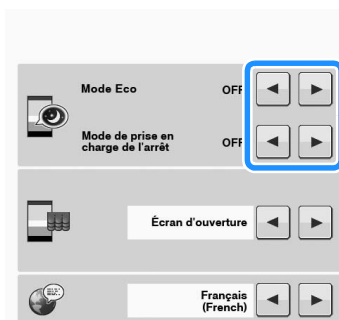 Mode Eco OFF
Mode de prise en
charge de l'arrêt OFF
Écran d'ouverture
Français
(French)